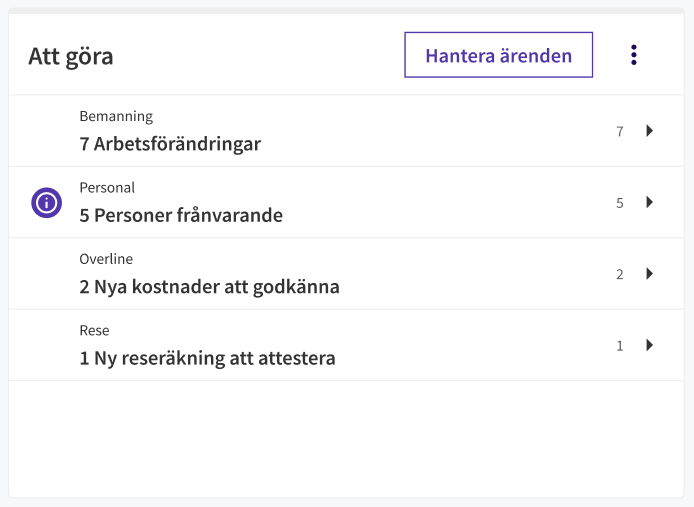 Att göra
Hantera ärenden
Bemanning
7 Arbetsförändringar
7
Personal
5 Personer frånvarande
5
Overline
2 Nya kostnader att godkänna
2
Rese
1 Ny reseräkning att attestera
1